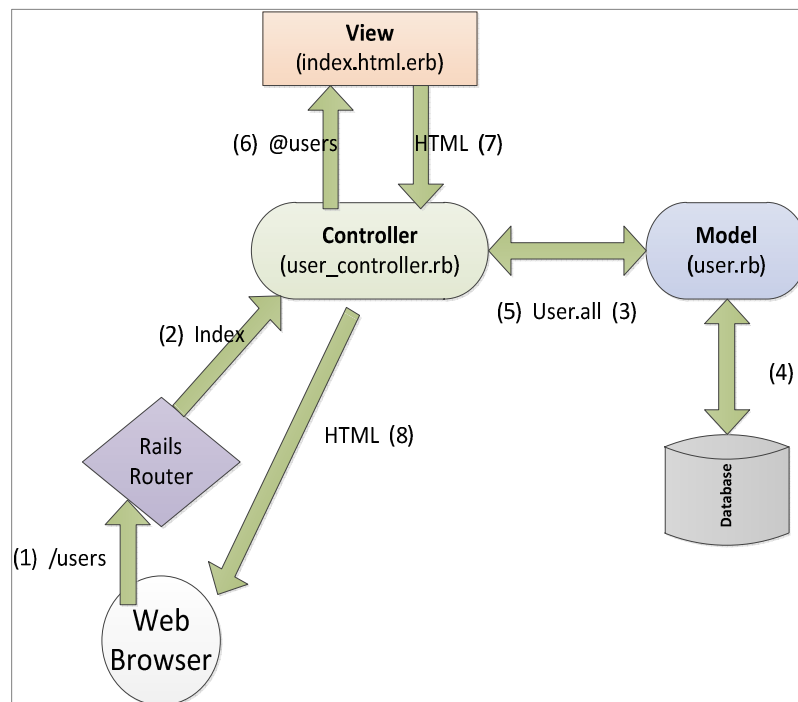 View
(index.html.erb)
(6) @users
HTML (7)
Controller
(user_controller.rb)
Model
(user.rb)
(5) User.all (3)
(2) Index
(4)
HTML (8)
Rails
Router
Database
(1) /users
Web
Browser